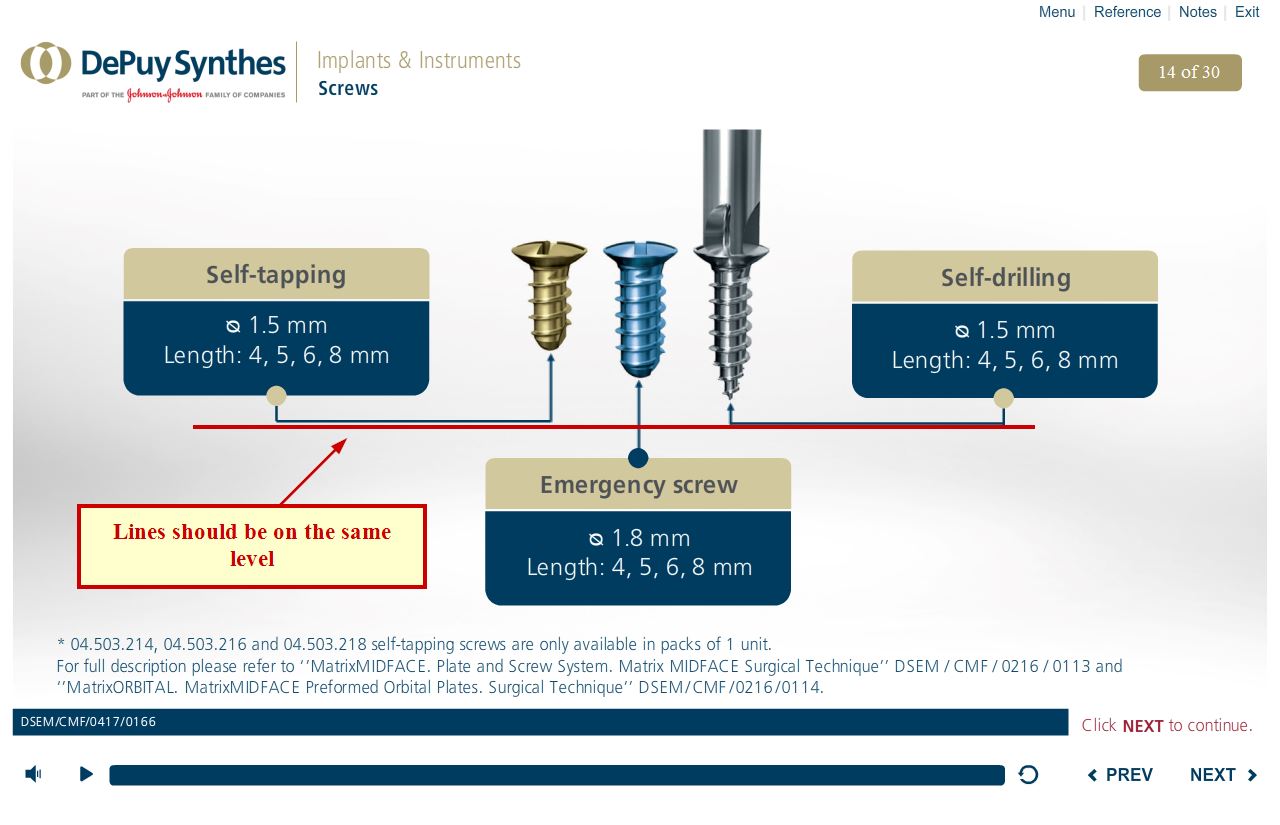 Menu | Reference | Notes | Exit
DePuy Synthes
PART OF THE Johnson & Johnson FAMILY OF COMPANIES
Implants & Instruments
Screws
14 of 30
Self-tapping
⌀ 1.5 mm
Length: 4, 5, 6, 8 mm
Self-drilling
⌀ 1.5 mm
Length: 4, 5, 6, 8 mm
Emergency screw
⌀ 1.8 mm
Length: 4, 5, 6, 8 mm
Lines should be on the same
level
* 04.503.214, 04.503.216 and 04.503.218 self-tapping screws are only available in packs of 1 unit.
For full description please refer to ‘‘MatrixMIDFACE. Plate and Screw System. Matrix MIDFACE Surgical Technique’’ DSEM / CMF / 0216 / 0113 and
‘‘MatrixORBITAL. MatrixMIDFACE Preformed Orbital Plates. Surgical Technique’’ DSEM/CMF/0216/0114.
DSEM/CMF/0417/0166
Click NEXT to continue.
PREV
NEXT